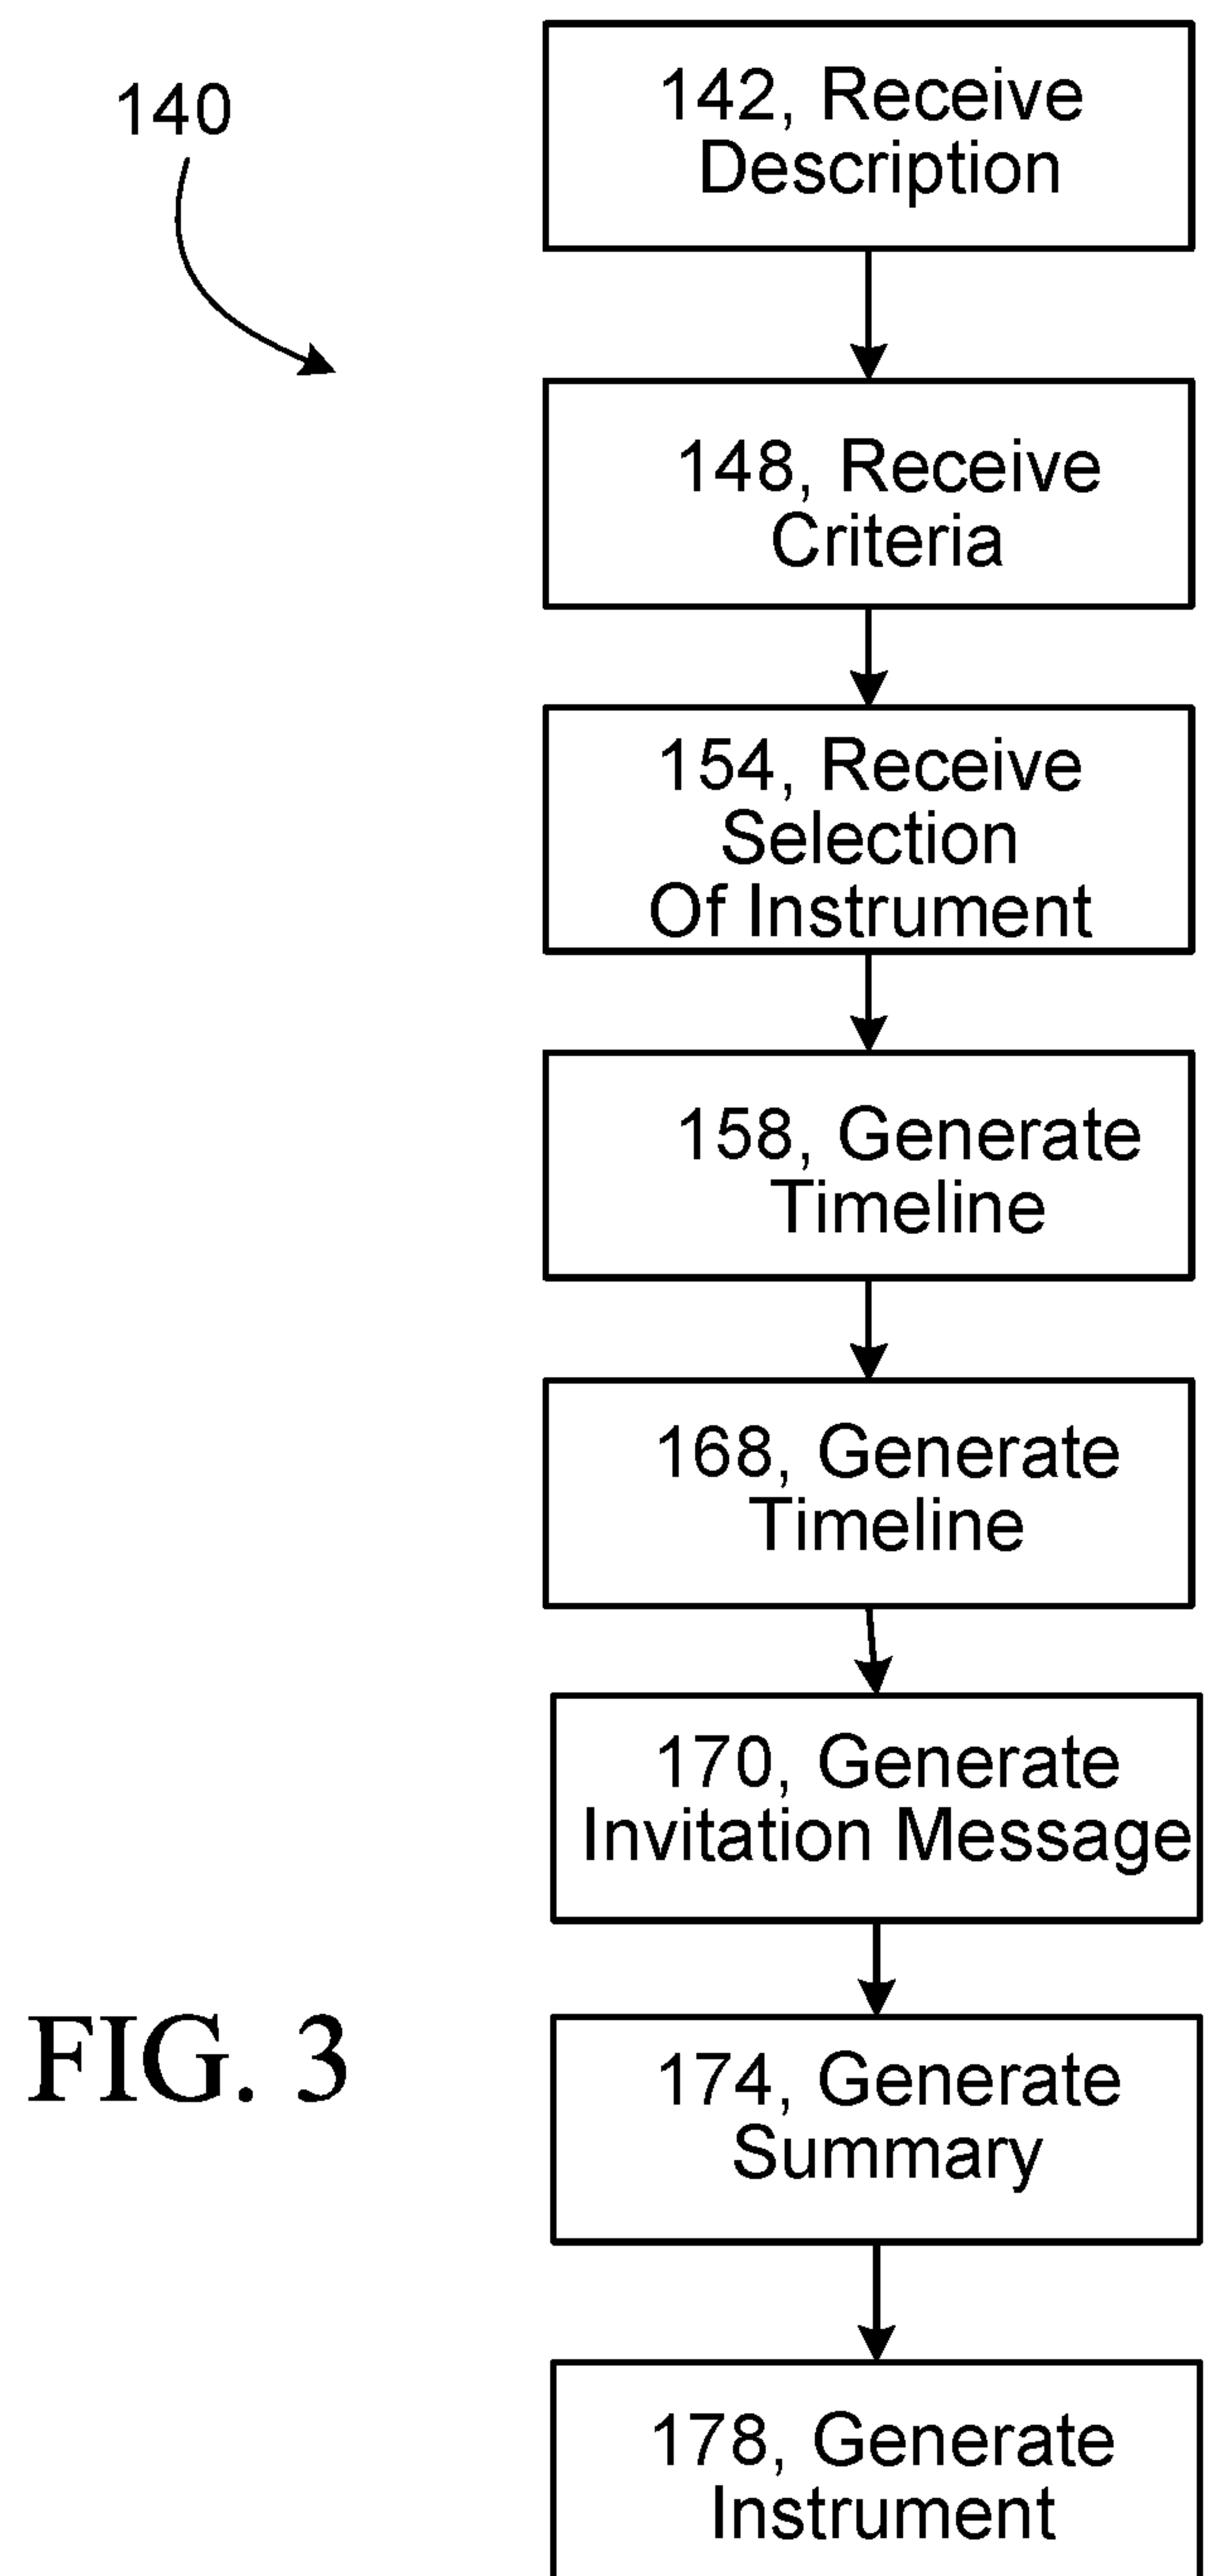 140
142, Receive
Description
148, Receive
Criteria
154, Receive
Selection
Of Instrument
158, Generate
Timeline
168, Generate
Timeline
170, Generate
Invitation Message
174, Generate
Summary
178, Generate
Instrument
FIG. 3